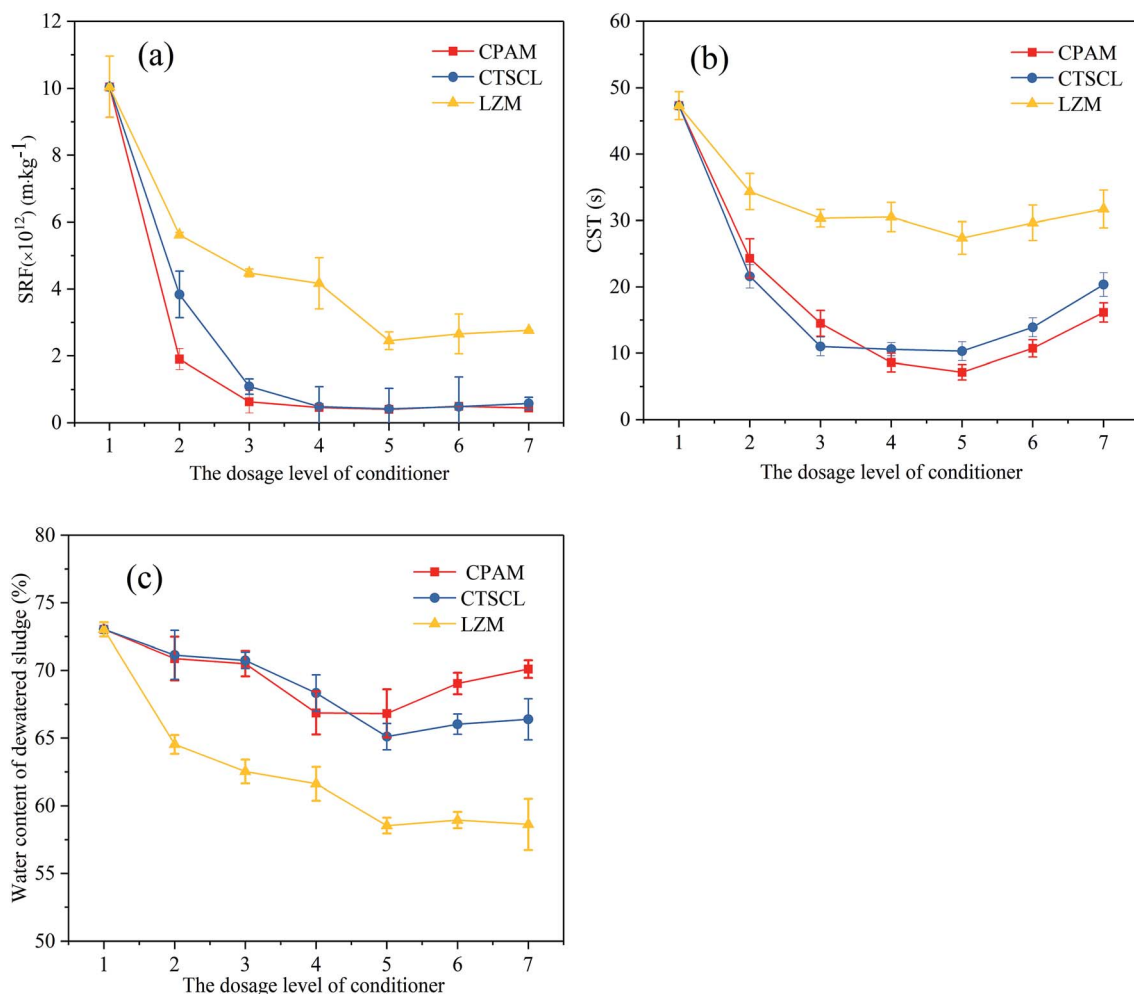 (a)
CPAM
CTSCL
LZM
SRF(×10¹²) (m·kg⁻¹)
12
10
8
6
4
2
0
1 2 3 4 5 6 7
The dosage level of conditioner
(b)
CPAM
CTSCL
LZM
CST (s)
60
50
40
30
20
10
0
1 2 3 4 5 6 7
The dosage level of conditioner
(c)
CPAM
CTSCL
LZM
Water content of dewatered sludge (%)
80
75
70
65
60
55
50
1 2 3 4 5 6 7
The dosage level of conditioner